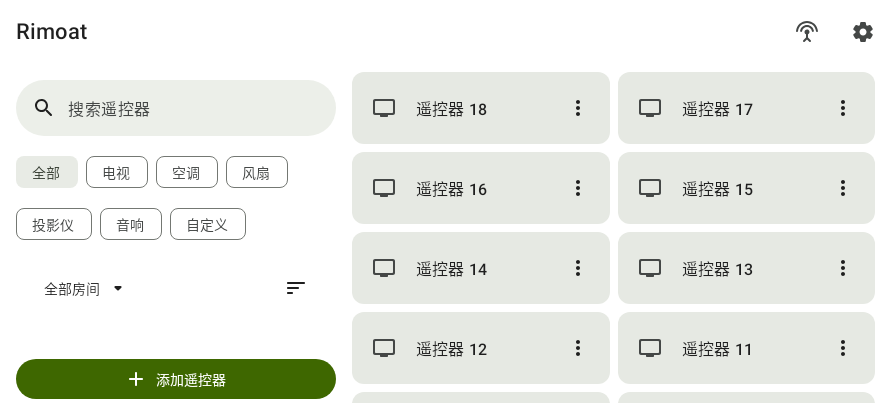 Rimoat
搜索遥控器
全部 电视 空调 风扇
投影仪 音响 自定义
全部房间
添加遥控器
遥控器 18 遥控器 17
遥控器 16 遥控器 15
遥控器 14 遥控器 13
遥控器 12 遥控器 11